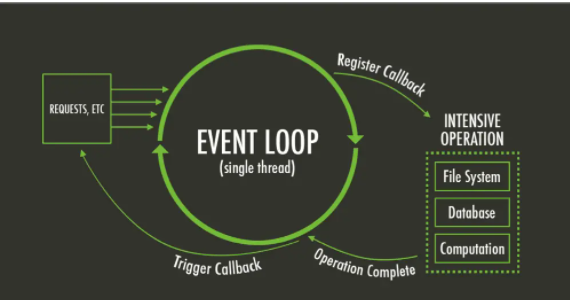 REQUESTS, ETC
EVENT LOOP
(single thread)
Register Callback
INTENSIVE
OPERATION
File System
Database
Computation
Operation Complete
Trigger Callback